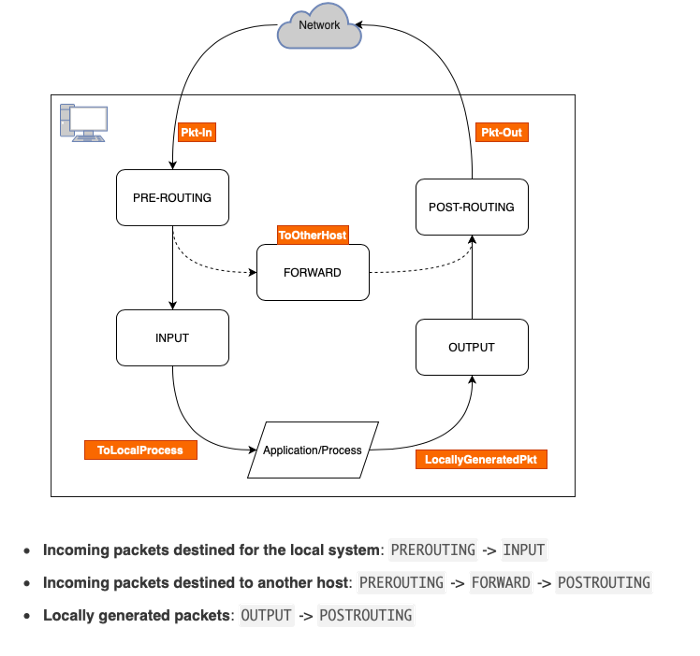 Network
Pkt-In
Pkt-Out
PRE-ROUTING
POST-ROUTING
ToOtherHost
FORWARD
INPUT
OUTPUT
ToLocalProcess
Application/Process
LocallyGeneratedPkt
• Incoming packets destined for the local system: PREROUTING -> INPUT
• Incoming packets destined to another host: PREROUTING -> FORWARD -> POSTROUTING
• Locally generated packets: OUTPUT -> POSTROUTING